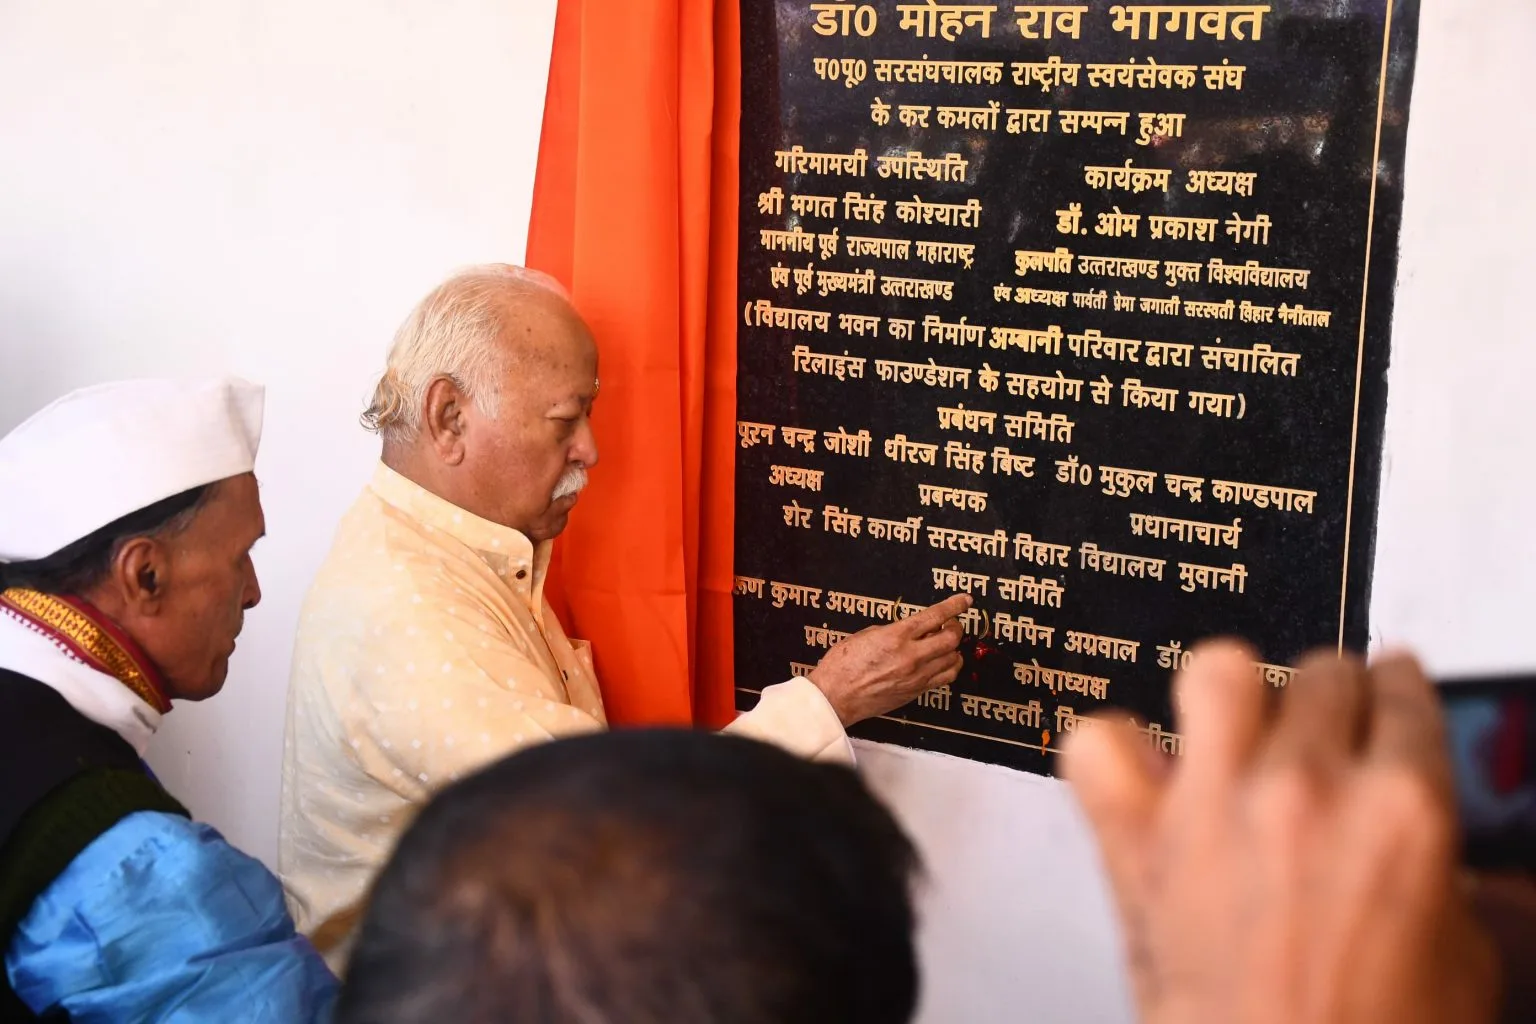 डॉ0 मोहन राव भागवत
प0पू0 सरसंघचालक राष्ट्रीय स्वयंसेवक संघ
के कर कमलों द्वारा सम्पन्न हुआ
गरिमामयी उपस्थिति
श्री भगत सिंह कोश्यारी
माननीय पूर्व राज्यपाल महाराष्ट्र
एंव पूर्व मुख्यमंत्री उत्तराखण्ड
कार्यक्रम अध्यक्ष
डॉ. ओम प्रकाश नेगी
कुलपति उत्तराखण्ड मुक्त विश्वविद्यालय
एंव अध्यक्ष पार्वती प्रेमा जगाती सरस्वती विहार नैनीताल
(विद्यालय भवन का निर्माण अम्बानी परिवार द्वारा संचालित
रिलाइंस फाउण्डेशन के सहयोग से किया गया)
प्रबंधन समिति
पूरन चन्द्र जोशी धीरज सिंह बिष्ट डॉ0 मुकुल चन्द्र काण्डपाल
अध्यक्ष प्रबन्धक प्रधानाचार्य
शेर सिंह कार्की सरस्वती विहार विद्यालय मुवानी
प्रबंधन समिति
कुमार अग्रवाल विपिन अग्रवाल डॉ0
कोषाध्यक्ष
सरस्वती